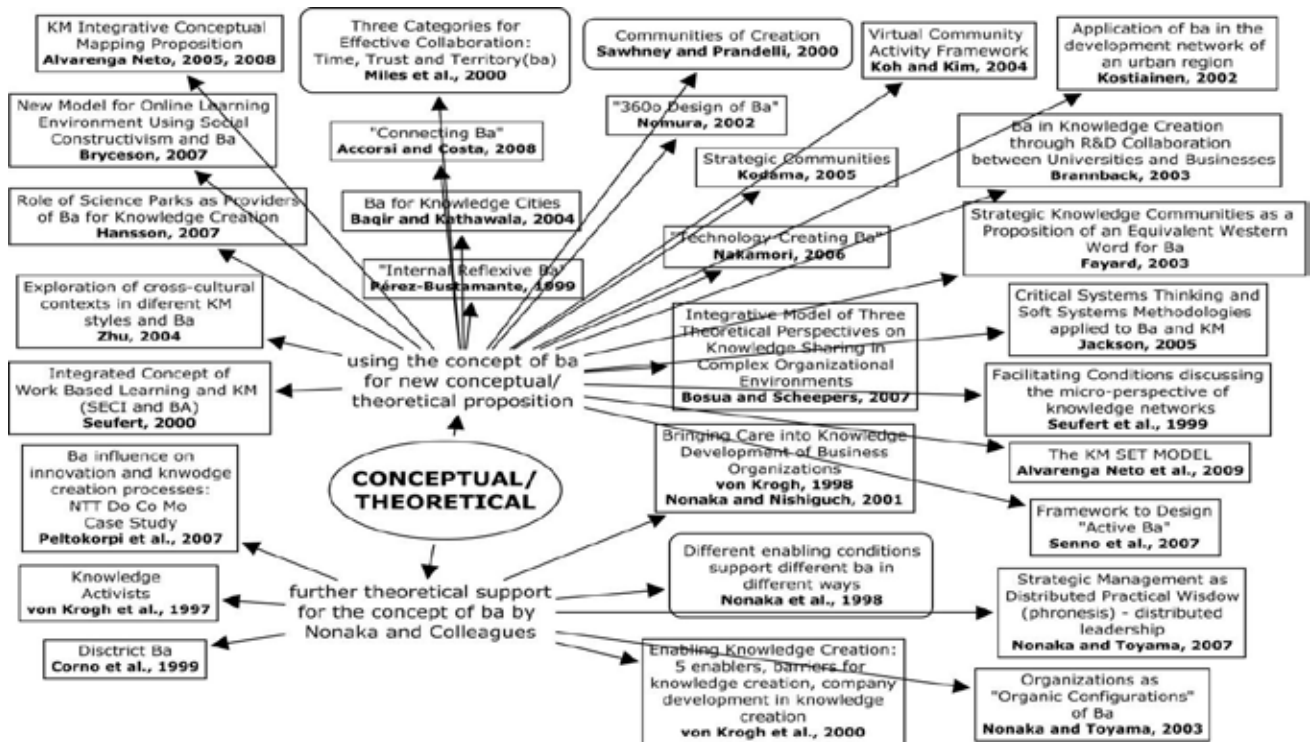 KM Integrative Conceptual
Mapping Proposition
Alvarenga Neto, 2005, 2008
Three Categories for
Effective Collaboration:
Time, Trust and Territory(ba)
Miles et al., 2000
Communities of Creation
Sawhney and Prandelli, 2000
Virtual Community
Activity Framework
Koh and Kim, 2004
Application of ba in the
development network of
an urban region
Kostiainen, 2002
New Model for Online Learning
Environment Using Social
Constructivism and Ba
Bryceson, 2007
"Connecting Ba"
Accorsi and Costa, 2008
"360o Design of Ba"
Nomura, 2002
Strategic Communities
Kodama, 2005
Ba in Knowledge Creation
through R&D Collaboration
between Universities and Businesses
Brannback, 2003
Role of Science Parks as Providers
of Ba for Knowledge Creation
Hansson, 2007
Ba for Knowledge Cities
Baqir and Kathawala, 2004
"Technology-Creating Ba"
Nakamori, 2006
Strategic Knowledge Communities as a
Proposition of an Equivalent Western
Word for Ba
Fayard, 2003
"Internal Reflexive Ba"
Pérez-Bustamante, 1999
Exploration of cross-cultural
contexts in diferent KM
styles and Ba
Zhu, 2004
Integrative Model of Three
Theoretical Perspectives on
Knowledge Sharing in
Complex Organizational
Environments
Bosua and Scheepers, 2007
Critical Systems Thinking and
Soft Systems Methodologies
applied to Ba and KM
Jackson, 2005
using the concept of ba
for new conceptual/
theoretical proposition
Integrated Concept of
Work Based Learning and KM
(SECI and BA)
Seufert, 2000
Facilitating Conditions discussing
the micro-perspective of
knowledge networks
Seufert et al., 1999
CONCEPTUAL/
THEORETICAL
Bringing Care into Knowledge
Development of Business
Organizations
von Krogh, 1998
Nonaka and Nishiguch, 2001
The KM SET MODEL
Alvarenga Neto et al., 2009
Ba influence on
innovation and knwodge
creation processes:
NTT Do Co Mo
Case Study
Peltokorpi et al., 2007
Framework to Design
"Active Ba"
Senno et al., 2007
Different enabling conditions
support different ba in
different ways
Nonaka et al., 1998
Knowledge
Activists
von Krogh et al., 1997
further theoretical support
for the concept of ba by
Nonaka and Colleagues
Strategic Management as
Distributed Practical Wisdow
(phronesis) - distributed
leadership
Nonaka and Toyama, 2007
Disctrict Ba
Corno et al., 1999
Enabling Knowledge Creation:
5 enablers, barriers for
knowledge creation, company
development in knowledge
creation
von Krogh et al., 2000
Organizations as
"Organic Configurations"
of Ba
Nonaka and Toyama, 2003